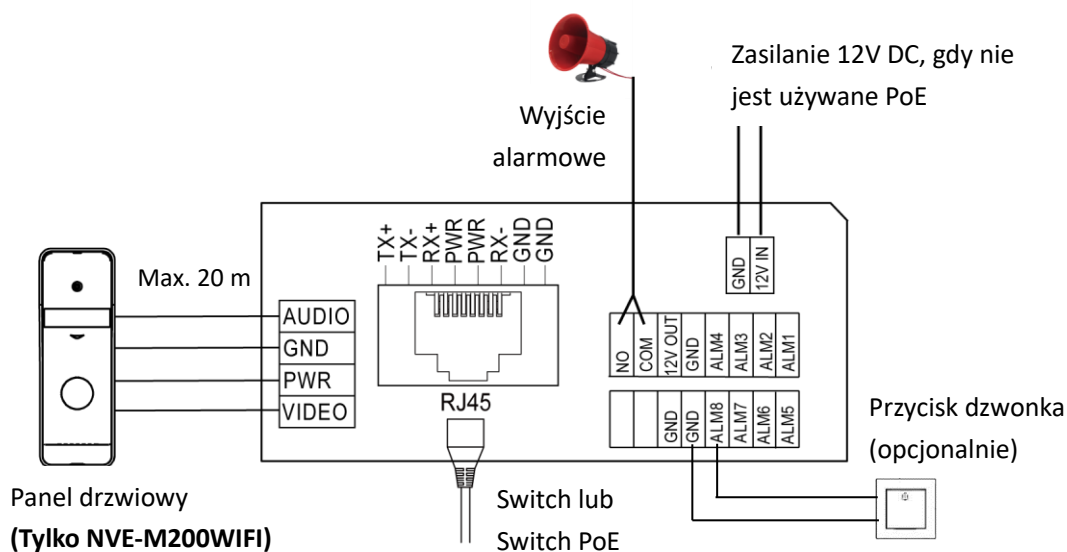 Zasilanie 12V DC, gdy nie
jest używane PoE
Wyjście
alarmowe
TX+
TX-
RX+
PWR
PWR
RX-
GND
GND
GND
12V IN
Max. 20 m
AUDIO
GND
PWR
VIDEO
RJ45
NO
COM
12V OUT
GND
ALM4
ALM3
ALM2
ALM1
GND
GND
ALM8
ALM7
ALM6
ALM5
Przycisk dzwonka
(opcjonalnie)
Panel drzwiowy
(Tylko NVE-M200WIFI)
Switch lub
Switch PoE